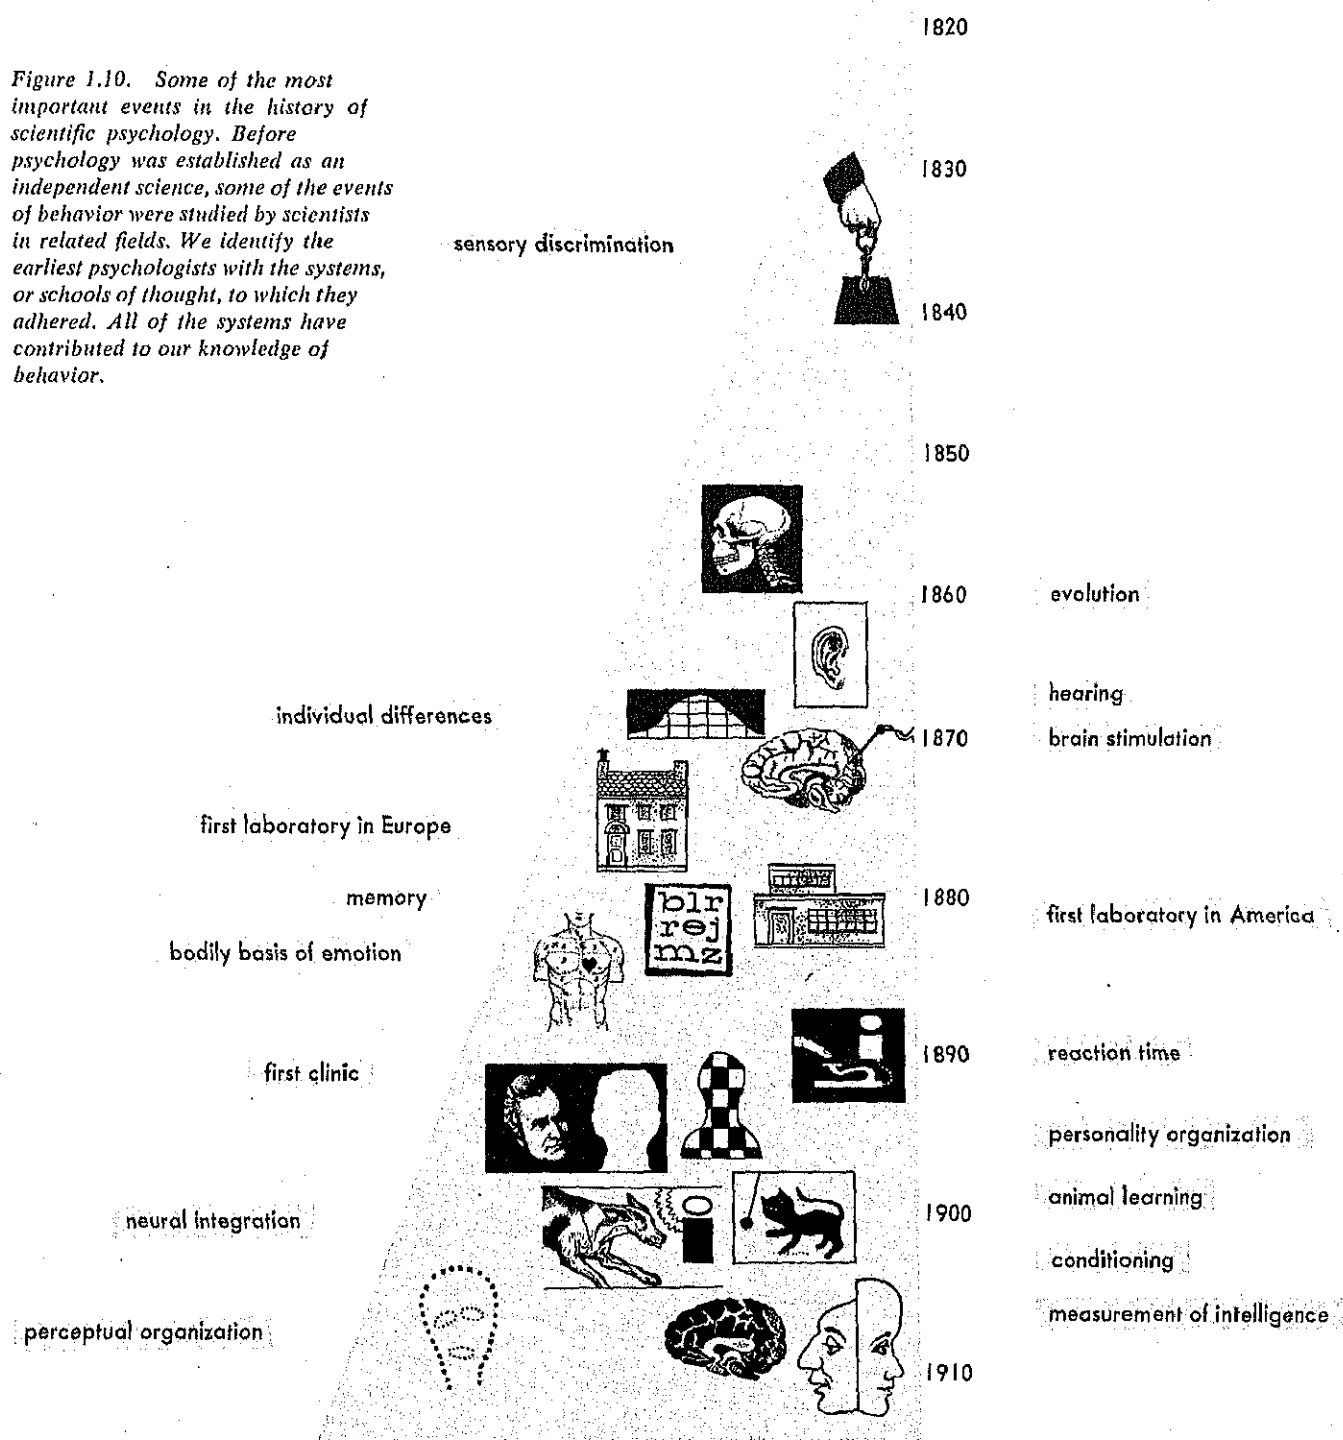 1820
Figure 1.10. Some of the most
important events in the history of
scientific psychology. Before
psychology was established as an
independent science, some of the events
of behavior were studied by scientists
in related fields. We identify the
earliest psychologists with the systems,
or schools of thought, to which they
adhered. All of the systems have
contributed to our knowledge of
behavior.
1830
sensory discrimination
1840
1850
1860
evolution
hearing
individual differences
1870
brain stimulation
first laboratory in Europe
memory
1880
first laboratory in America
blr
rej
mz
bodily basis of emotion
1890
reaction time
first clinic
personality organization
animal learning
neural integration
1900
conditioning
measurement of intelligence
perceptual organization
1910